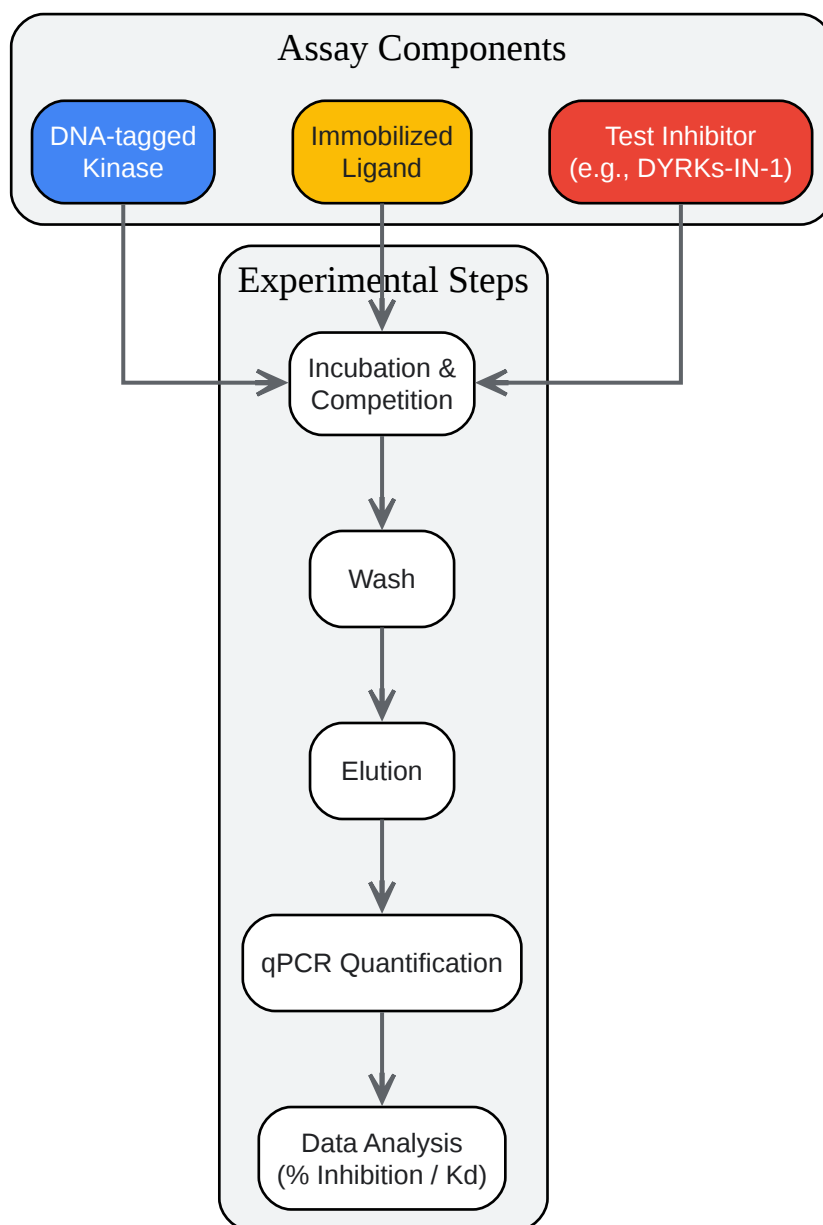 Assay Components
DNA-tagged
Kinase
Immobilized
Ligand
Test Inhibitor
(e.g., DYRKs-IN-1)
Experimental Steps
Incubation &
Competition
Wash
Elution
qPCR Quantification
Data Analysis
(% Inhibition / Kd)